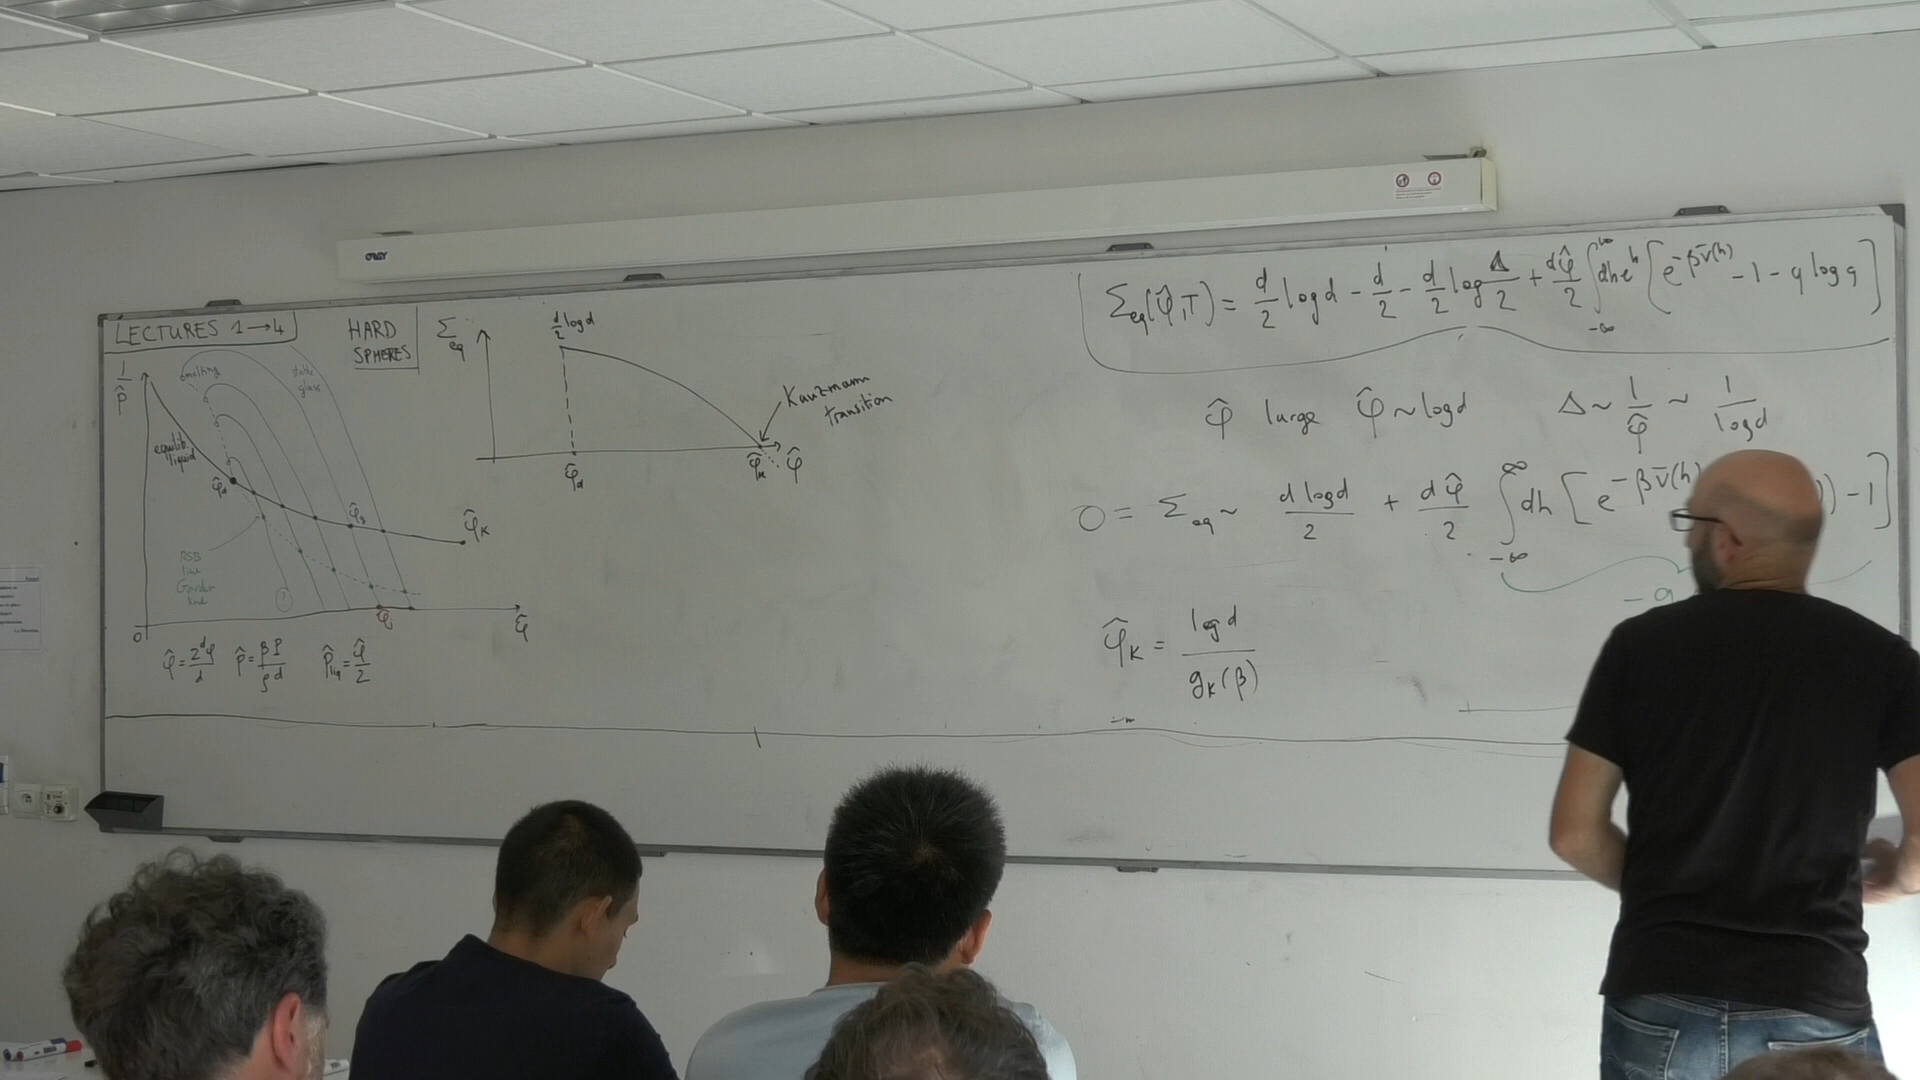 LECTURES 1→4
HARD SPHERES
1/p̂
melting
stable glass
equilib. liquid
φ̂_d
φ̂_g
φ̂_K
RSB
line
Gardner
?
0
φ̂_j
φ̂
φ̂ = 2^d φ / d
p̂ = βP / ρd
p̂_liq = φ̂ / 2
Σ_eq
d/2 log d
Kauzmann transition
φ̂_d
φ̂_K
φ̂
Σ_eq(φ̂,T) = d/2 log d - d/2 - d/2 log Δ/2 + dφ̂/2 ∫_{-∞}^{∞} dh e^h [e^{-βv̄(h)} - 1 - q log q]
φ̂ large φ̂ ~ log d Δ ~ 1/φ̂ ~ 1/log d
0 = Σ_eq ~ d log d / 2 + dφ̂/2 ∫_{-∞}^{∞} dh [e^{-βv̄(h) ) - 1]
φ̂_K = log d / g_K(β)